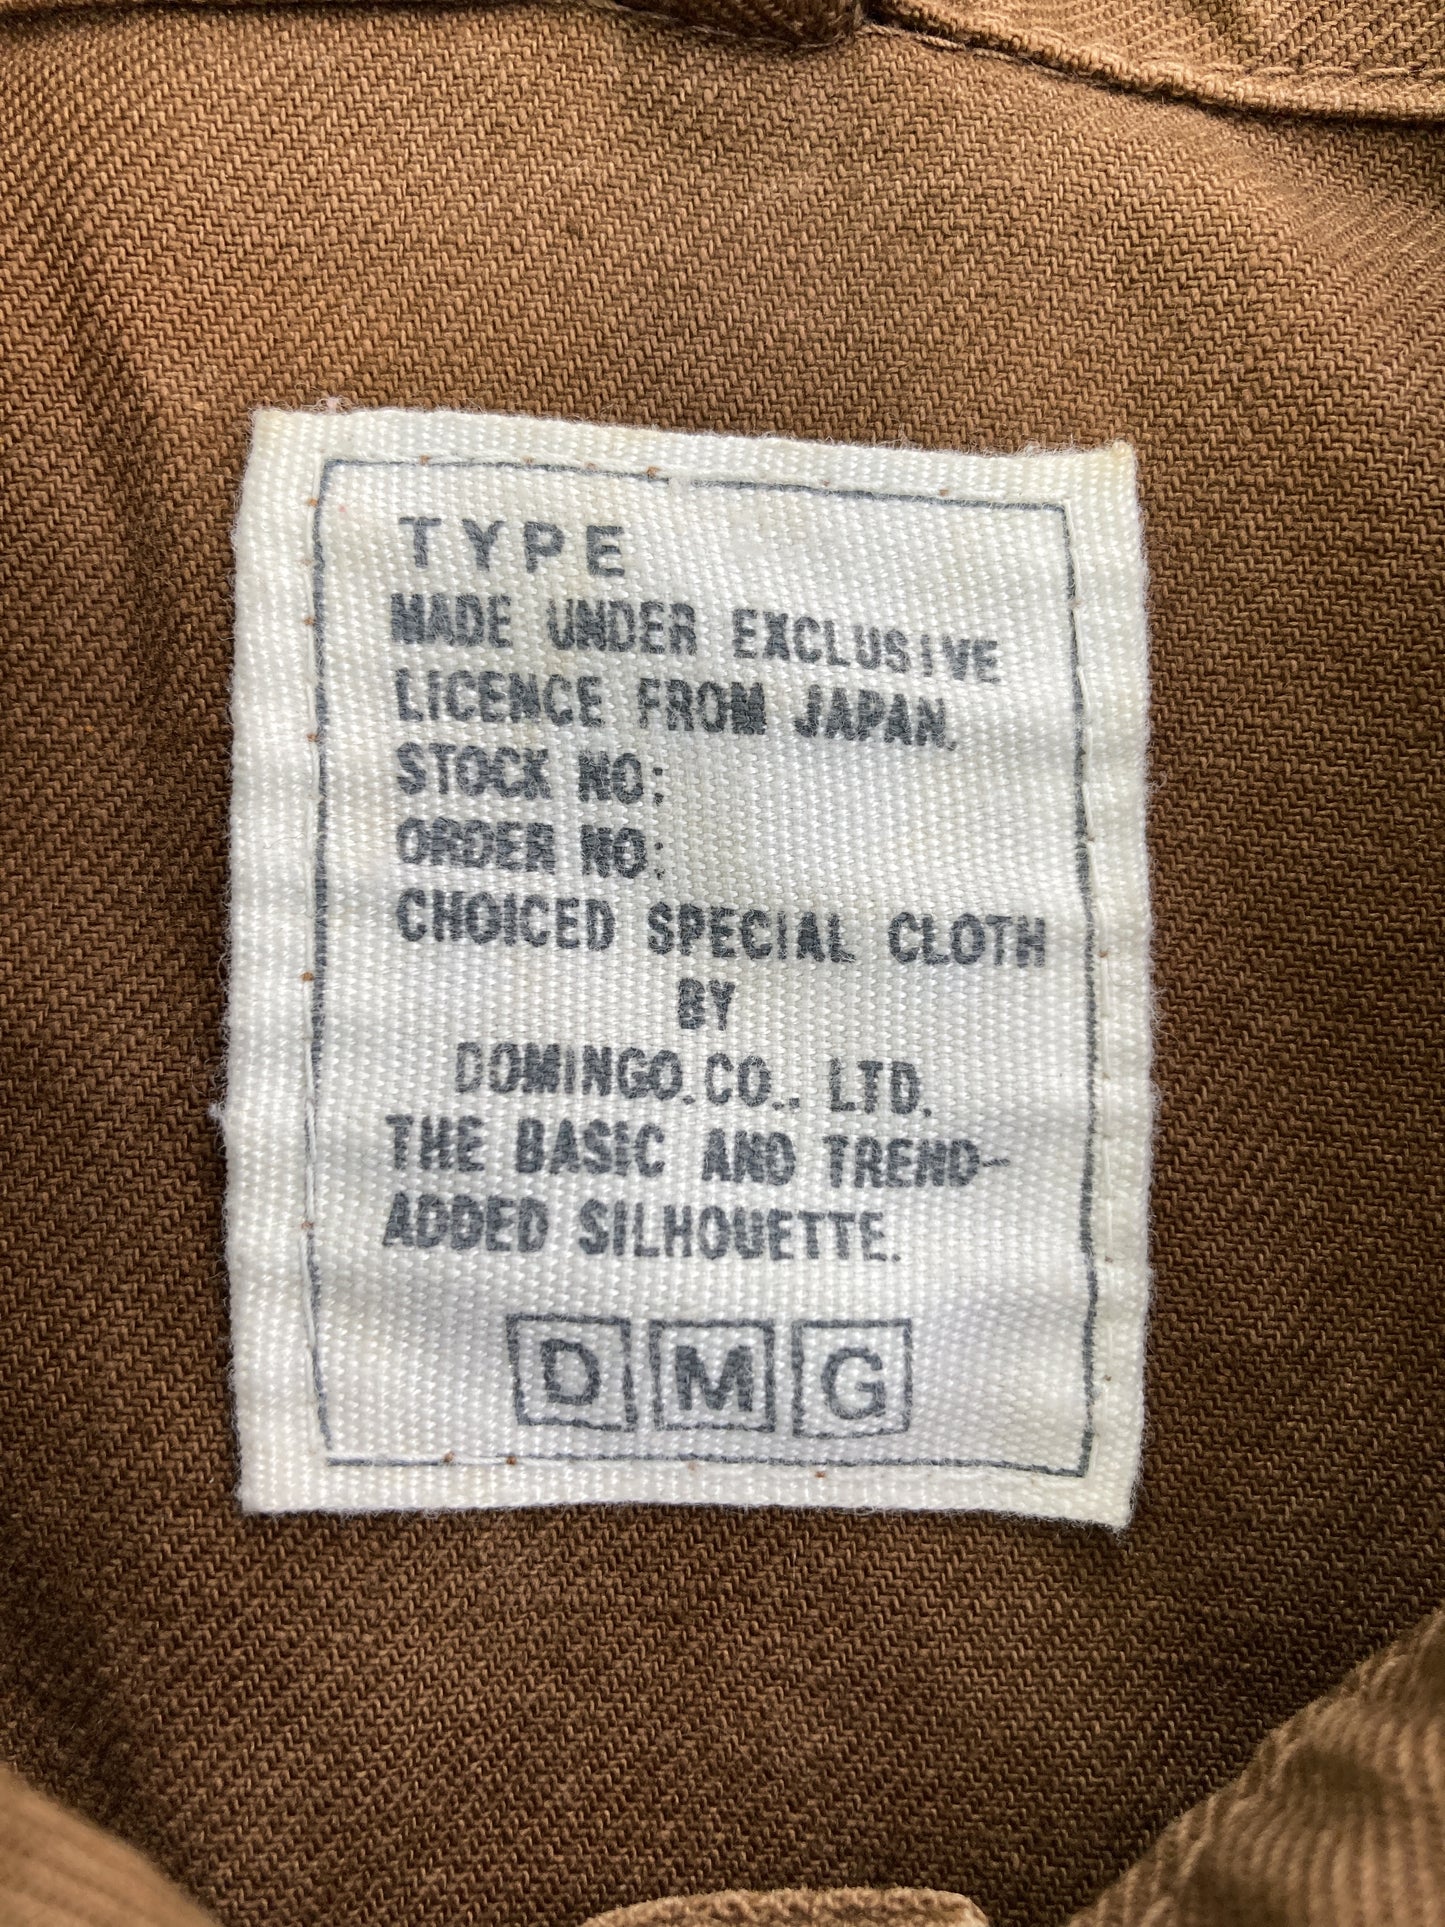 TYPE
MADE UNDER EXCLUSIVE
LICENCE FROM JAPAN.
STOCK NO:
ORDER NO:
CHOICED SPECIAL CLOTH
BY
DOMINGO.CO., LTD.
THE BASIC AND TREND-
ADDED SILHOUETTE.
DMG